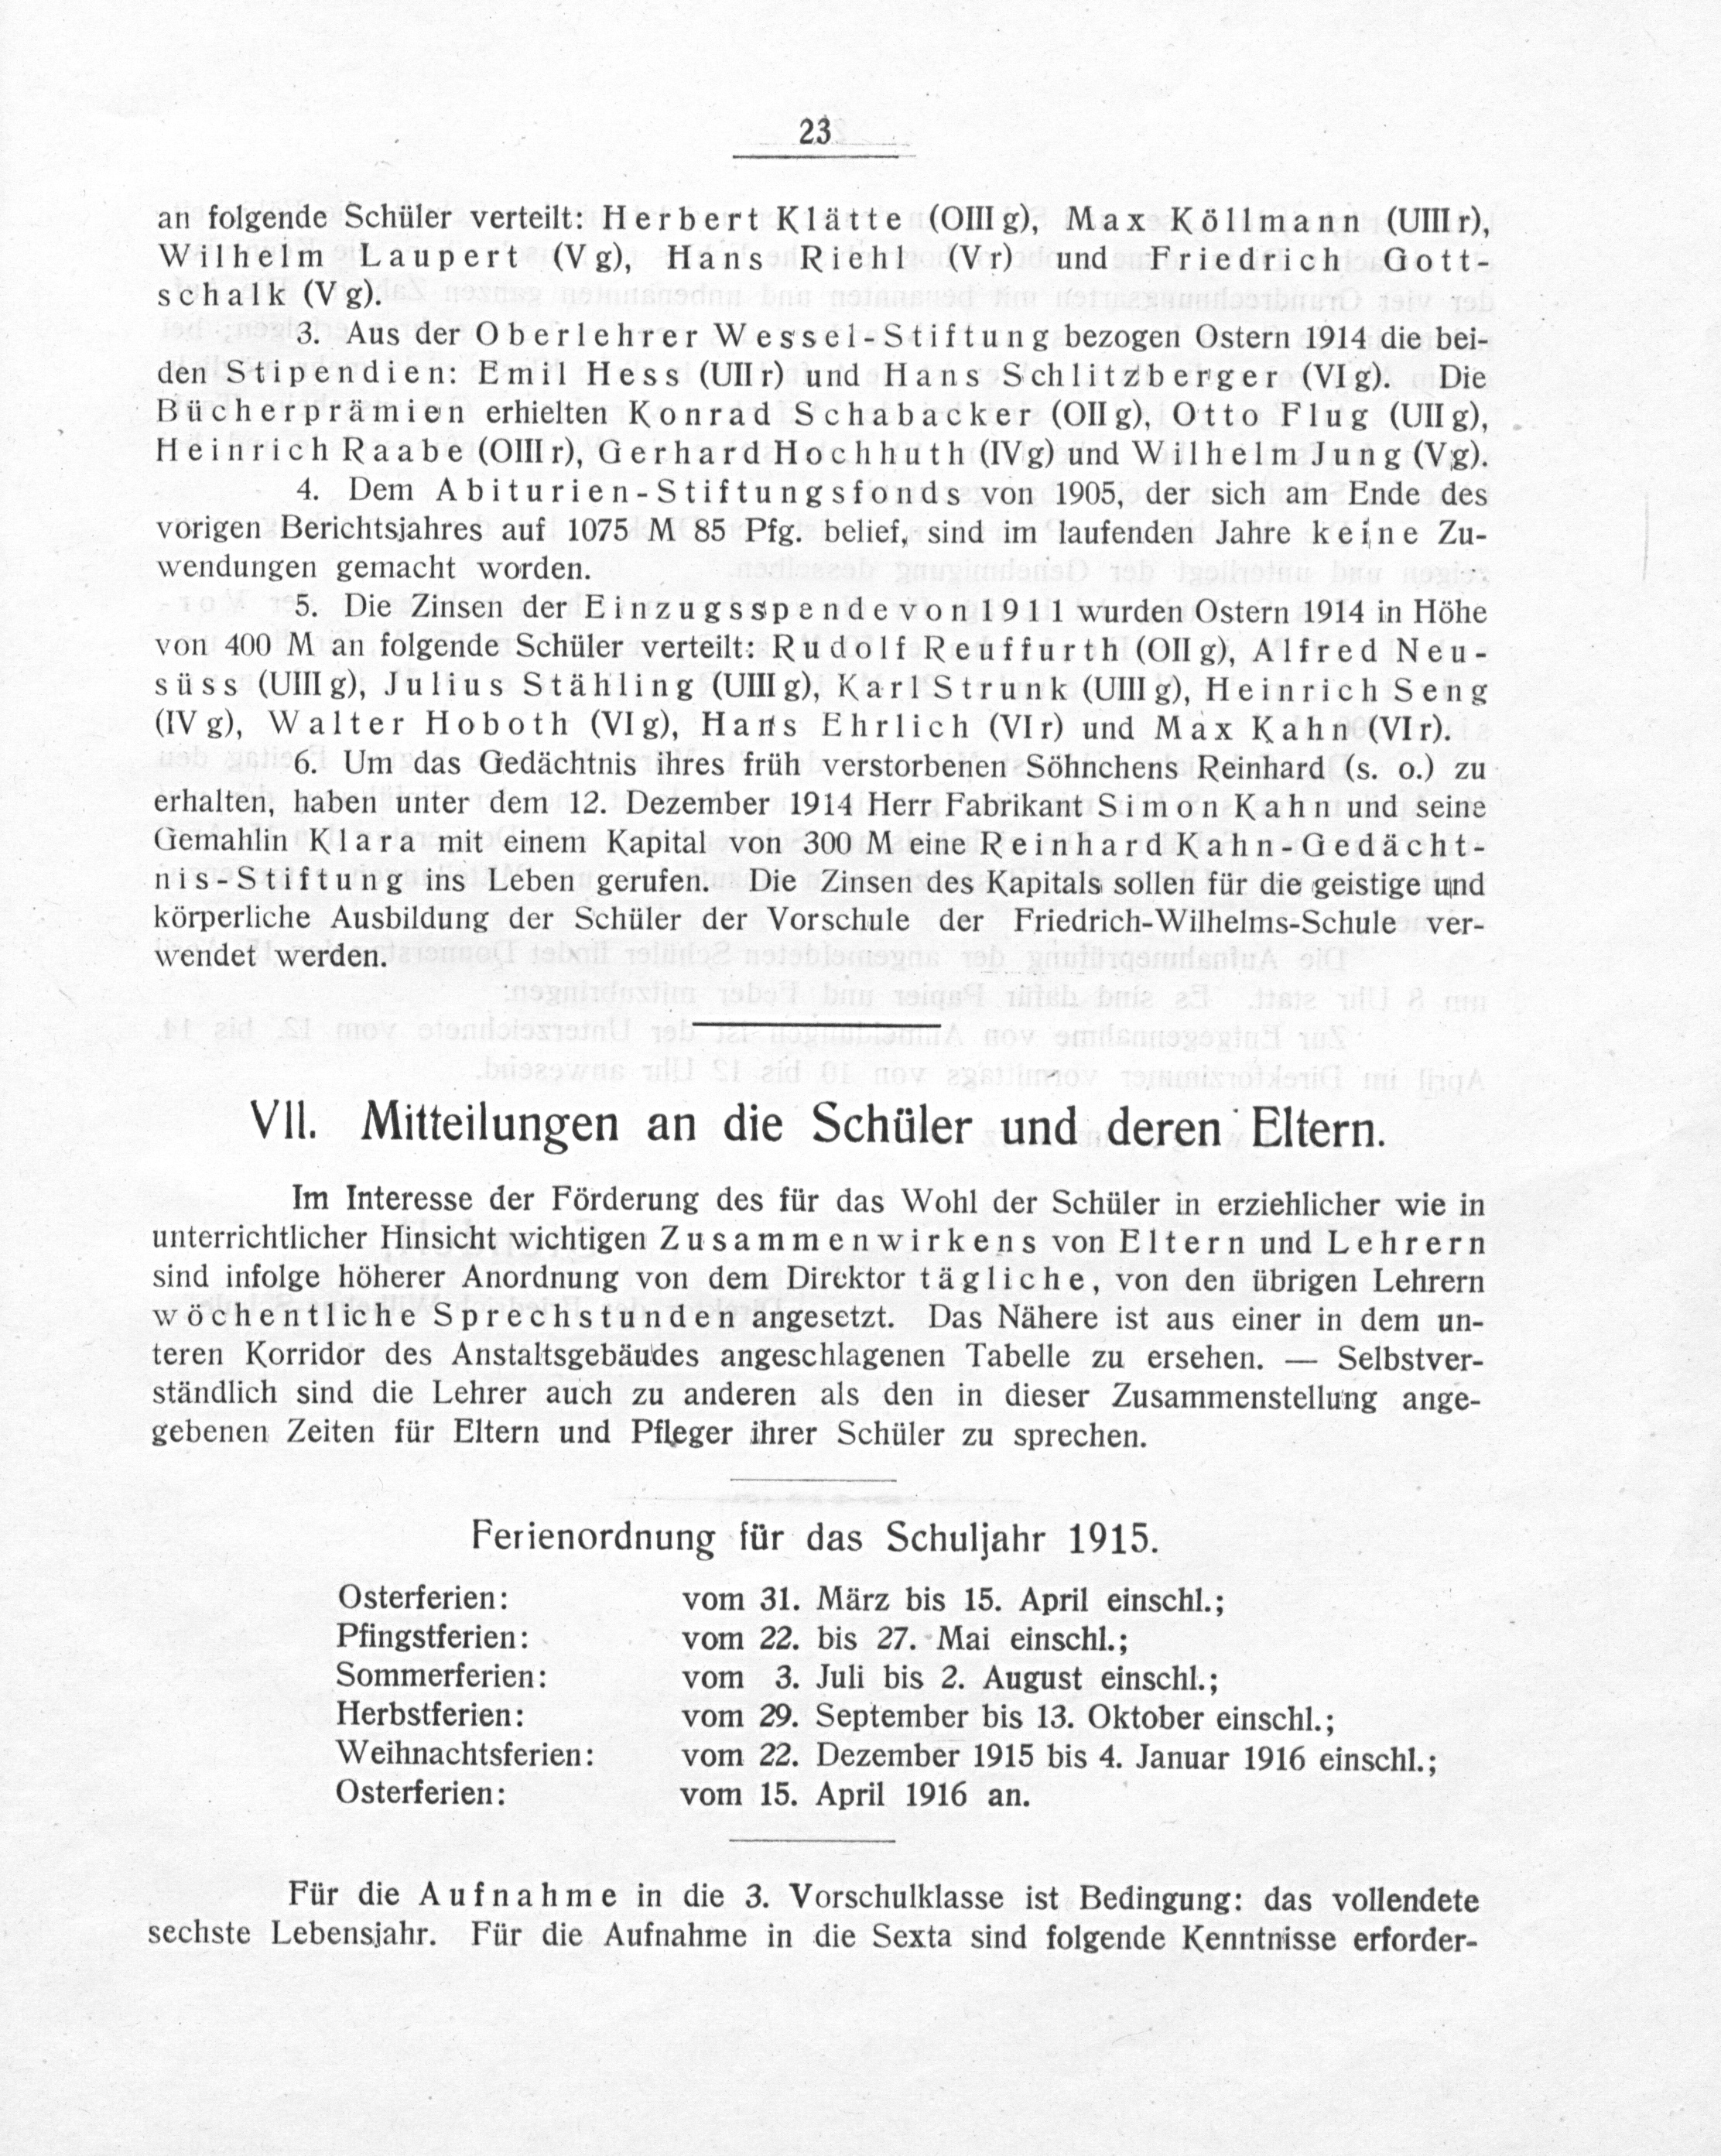 23
an folgende Schüler verteilt: Herbert Klätte (OIII g), Max Köllmann (UIII r),
Wilhelm Laupert (V g), Hans Riehl (V r) und Friedrich Gott-
schalk (V g).
3. Aus der Oberlehrer Wessel-Stiftung bezogen Ostern 1914 die bei-
den Stipendien: Emil Hess (UII r) und Hans Schlitzberger (VI g). Die
Bücherprämien erhielten Konrad Schabacker (OII g), Otto Flug (UII g),
Heinrich Raabe (OIII r), Gerhard Hochhuth (IV g) und Wilhelm Jung (V g).
4. Dem Abiturien-Stiftungsfonds von 1905, der sich am Ende des
vorigen Berichtsjahres auf 1075 M 85 Pfg. belief, sind im laufenden Jahre keine Zu-
wendungen gemacht worden.
5. Die Zinsen der Einzugsspende von 1911 wurden Ostern 1914 in Höhe
von 400 M an folgende Schüler verteilt: Rudolf Reuffurth (OII g), Alfred Neu-
süss (UIII g), Julius Stähling (UIII g), Karl Strunk (UIII g), Heinrich Seng
(IV g), Walter Hoboth (VI g), Hans Ehrlich (VI r) und Max Kahn (VI r).
6. Um das Gedächtnis ihres früh verstorbenen Söhnchens Reinhard (s. o.) zu
erhalten, haben unter dem 12. Dezember 1914 Herr Fabrikant Simon Kahn und seine
Gemahlin Klara mit einem Kapital von 300 M eine Reinhard Kahn-Gedächt-
nis-Stiftung ins Leben gerufen. Die Zinsen des Kapitals sollen für die geistige und
körperliche Ausbildung der Schüler der Vorschule der Friedrich-Wilhelms-Schule ver-
wendet werden.
VII. Mitteilungen an die Schüler und deren Eltern.
Im Interesse der Förderung des für das Wohl der Schüler in erziehlicher wie in
unterrichtlicher Hinsicht wichtigen Zusammenwirkens von Eltern und Lehrern
sind infolge höherer Anordnung von dem Direktor tägliche, von den übrigen Lehrern
wöchentliche Sprechstunden angesetzt. Das Nähere ist aus einer in dem un-
teren Korridor des Anstaltsgebäudes angeschlagenen Tabelle zu ersehen. — Selbstver-
ständlich sind die Lehrer auch zu anderen als den in dieser Zusammenstellung ange-
gebenen Zeiten für Eltern und Pfleger ihrer Schüler zu sprechen.
Ferienordnung für das Schuljahr 1915.
Osterferien: vom 31. März bis 15. April einschl.;
Pfingstferien: vom 22. bis 27. Mai einschl.;
Sommerferien: vom 3. Juli bis 2. August einschl.;
Herbstferien: vom 29. September bis 13. Oktober einschl.;
Weihnachtsferien: vom 22. Dezember 1915 bis 4. Januar 1916 einschl.;
Osterferien: vom 15. April 1916 an.
Für die Aufnahme in die 3. Vorschulklasse ist Bedingung: das vollendete
sechste Lebensjahr. Für die Aufnahme in die Sexta sind folgende Kenntnisse erforder-